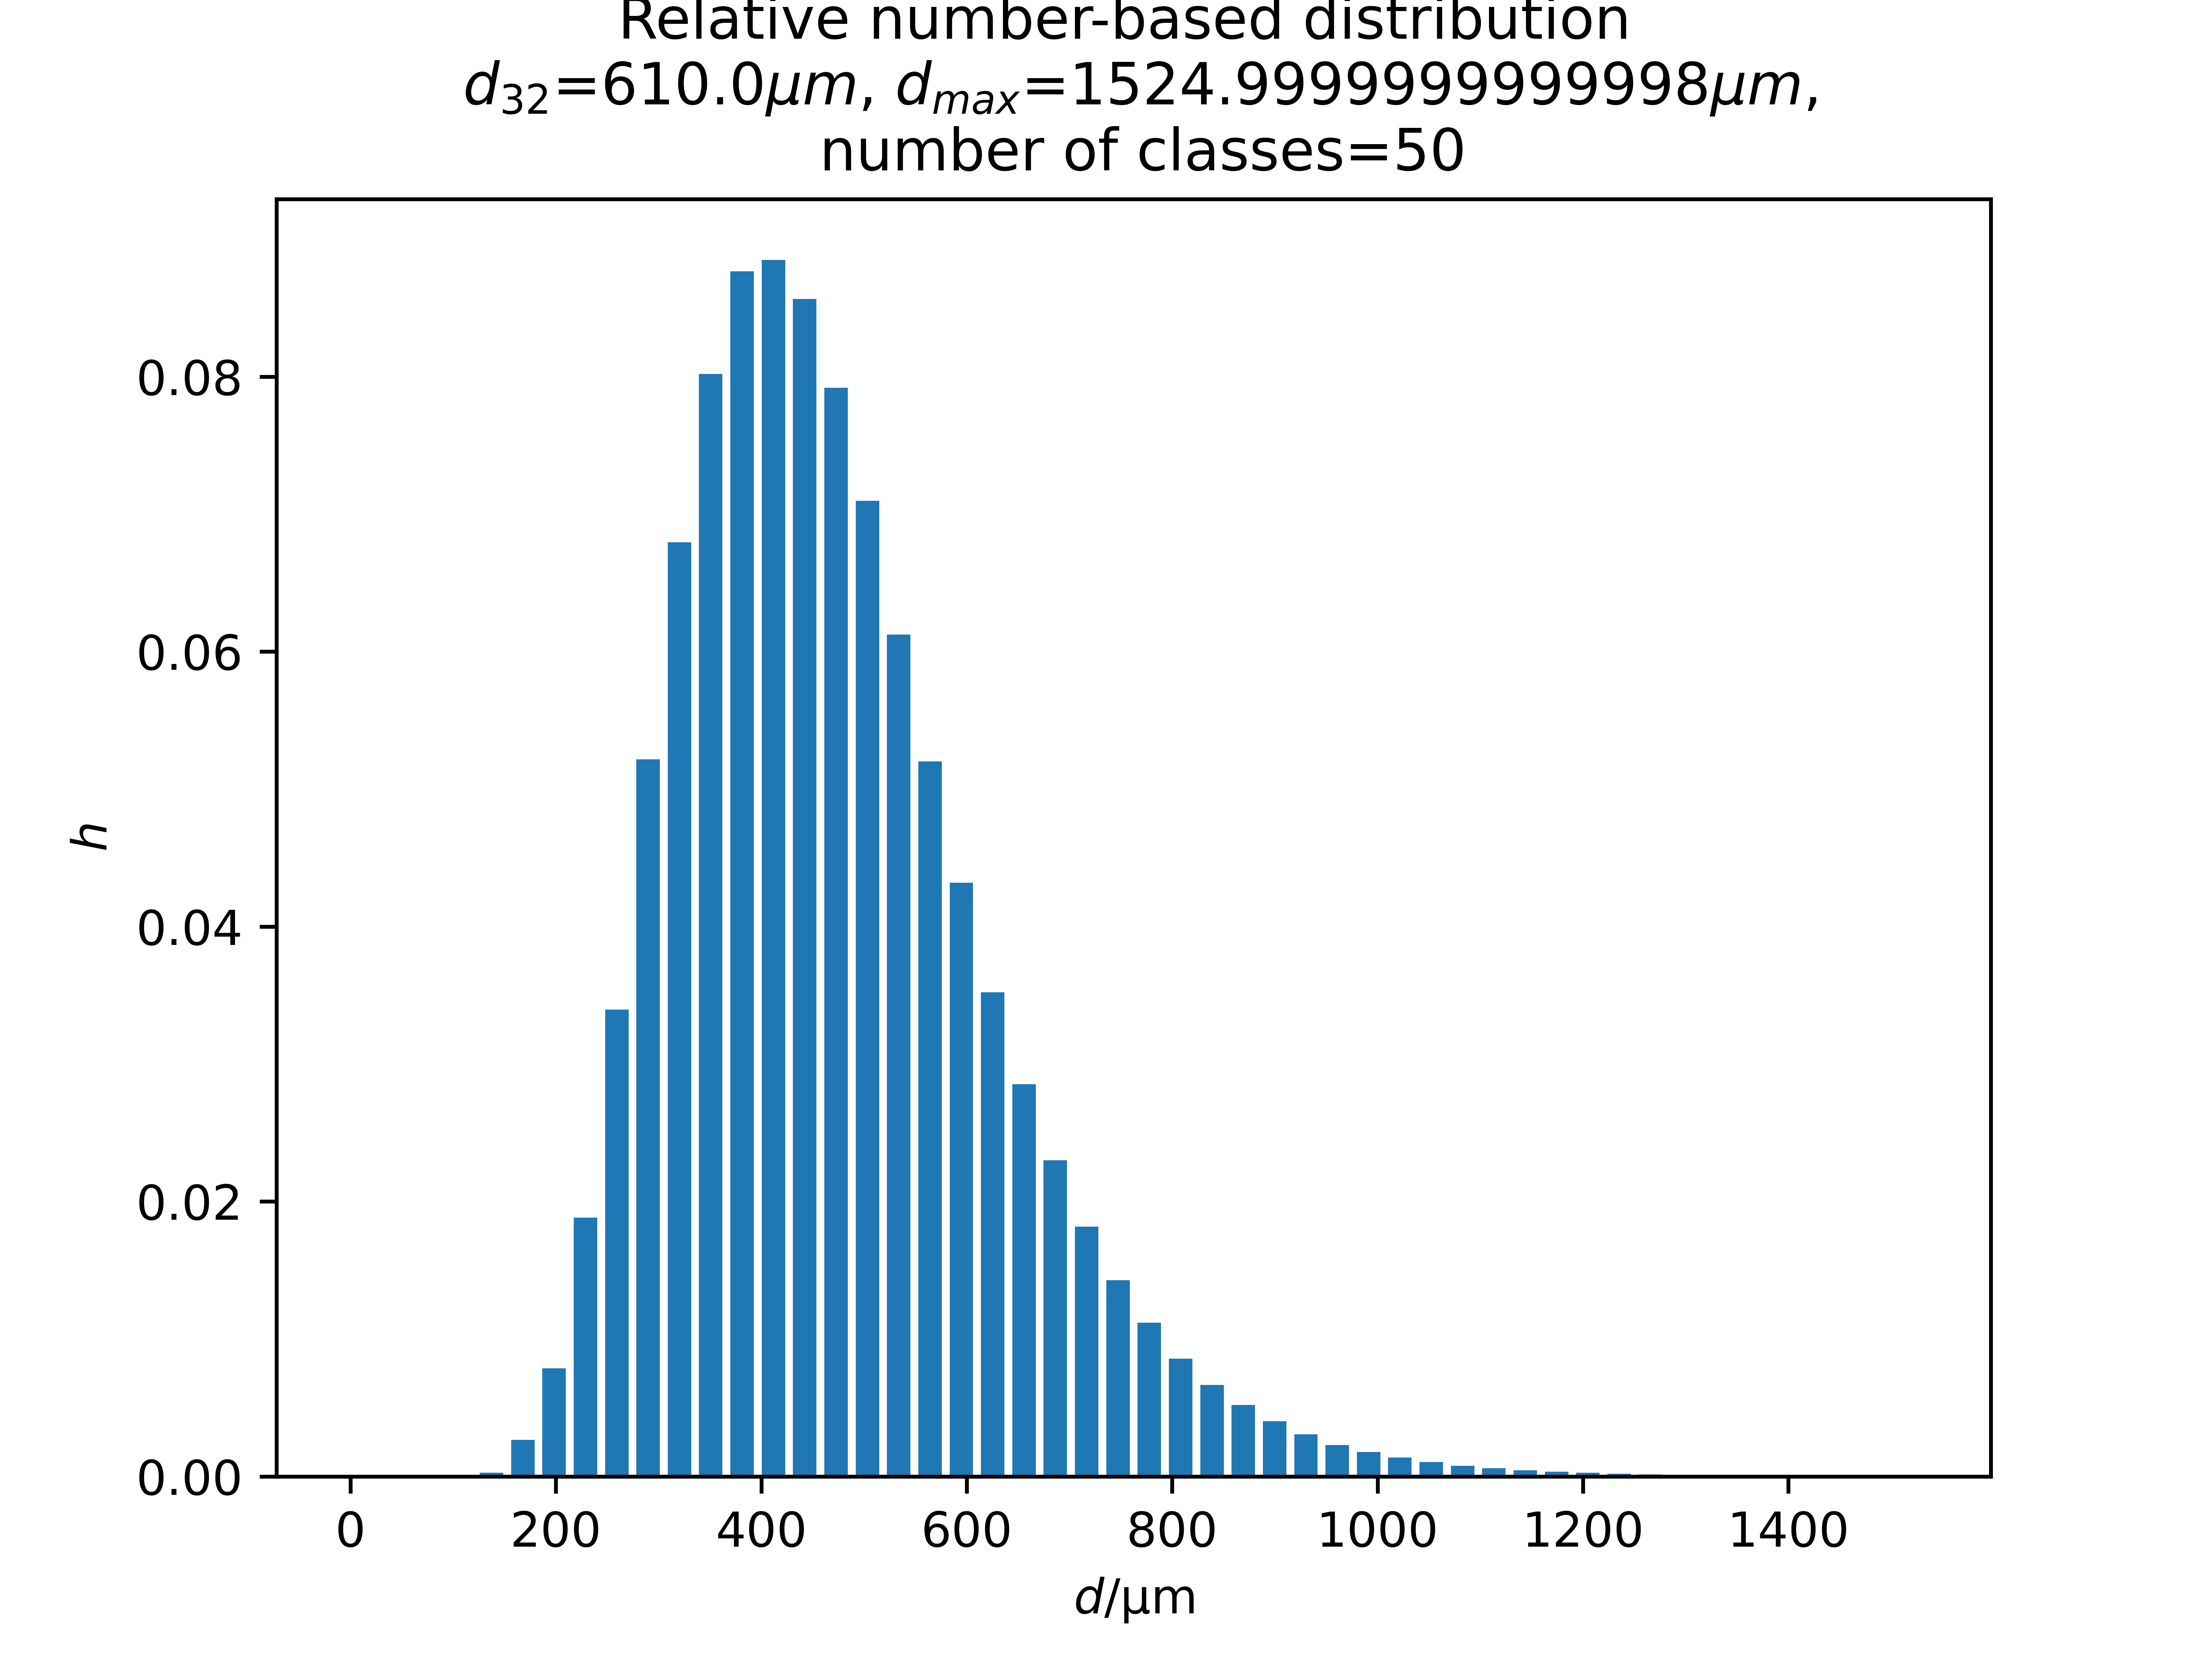 Relative number-based distribution
d₃₂=610.0μm, dₘₐₓ=1524.9999999999998μm,
number of classes=50
0.08
0.06
0.04
0.02
0.00
h
0 200 400 600 800 1000 1200 1400
d/µm